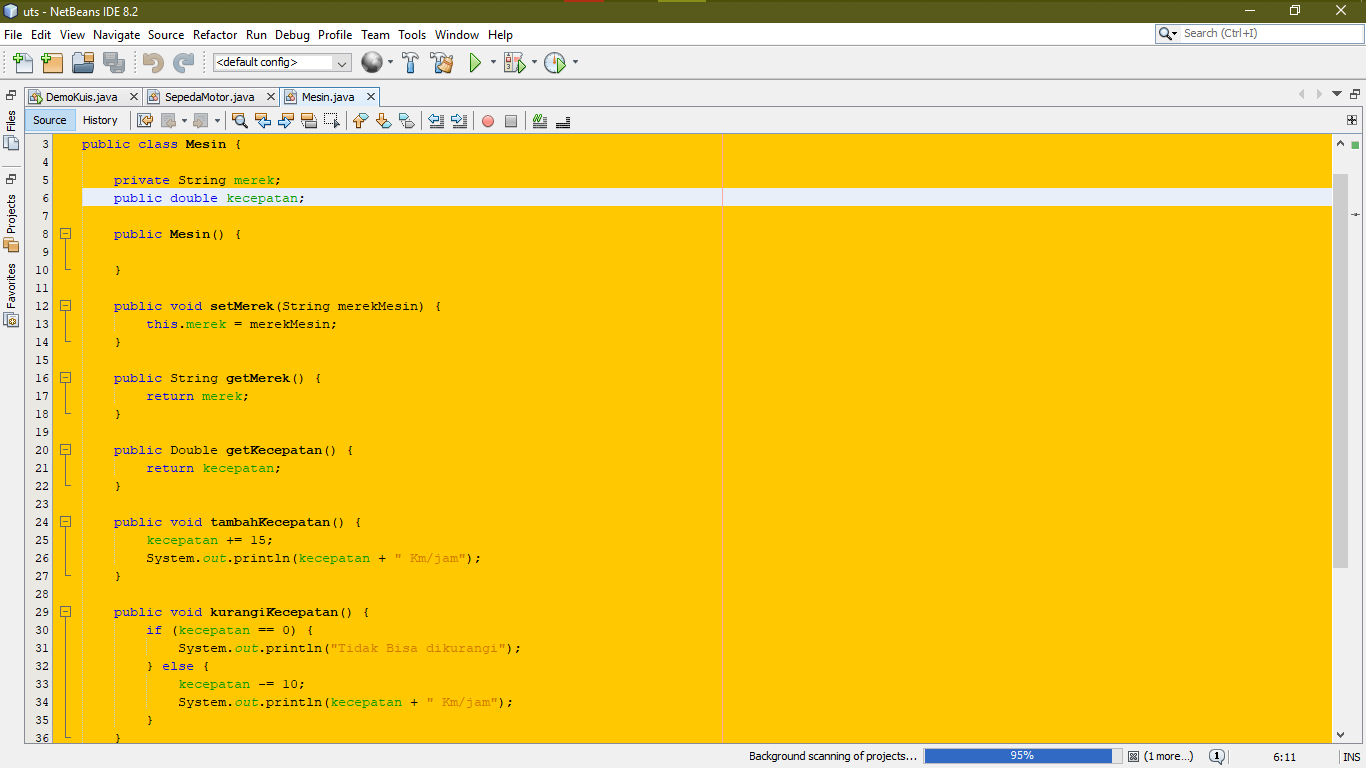 uts - NetBeans IDE 8.2
File Edit View Navigate Source Refactor Run Debug Profile Team Tools Window Help
Search (Ctrl+I)
<default config>
DemoKuis.java SepedaMotor.java Mesin.java
Source History
Files
Projects
Favorites
3 public class Mesin {
4
5 private String merek;
6 public double kecepatan;
7
8 public Mesin() {
9
10 }
11
12 public void setMerek(String merekMesin) {
13 this.merek = merekMesin;
14 }
15
16 public String getMerek() {
17 return merek;
18 }
19
20 public Double getKecepatan() {
21 return kecepatan;
22 }
23
24 public void tambahKecepatan() {
25 kecepatan += 15;
26 System.out.println(kecepatan + " Km/jam");
27 }
28
29 public void kurangiKecepatan() {
30 if (kecepatan == 0) {
31 System.out.println("Tidak Bisa dikurangi");
32 } else {
33 kecepatan -= 10;
34 System.out.println(kecepatan + " Km/jam");
35 }
36 }
Background scanning of projects... 95% (1 more...) 1 6:11 INS